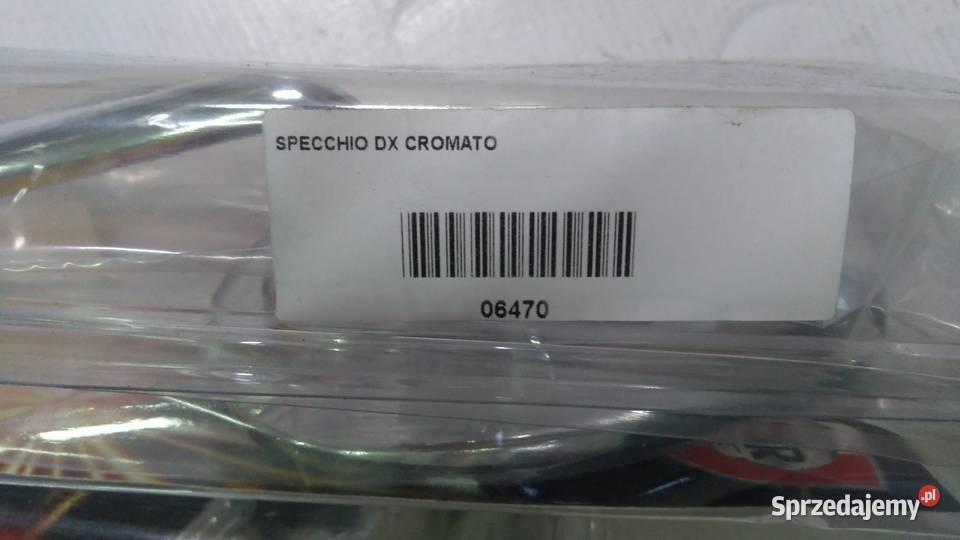 SPECCHIO DX CROMATO
06470
R
Sprzedajemy.pl